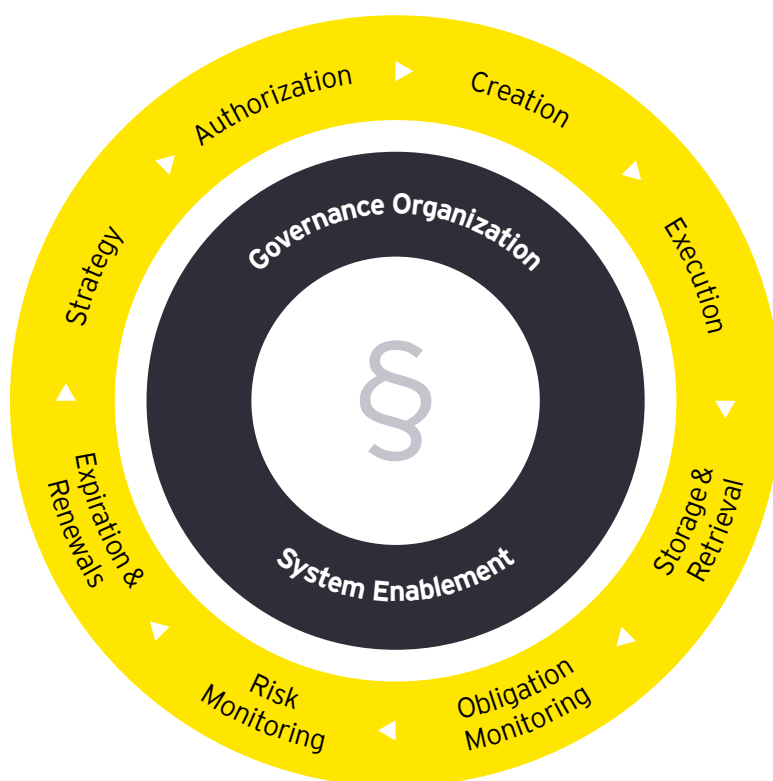 Authorization
Creation
Execution
Storage &
Retrieval
Obligation
Monitoring
Risk
Monitoring
Expiration &
Renewals
Strategy
Governance Organization
§
System Enablement